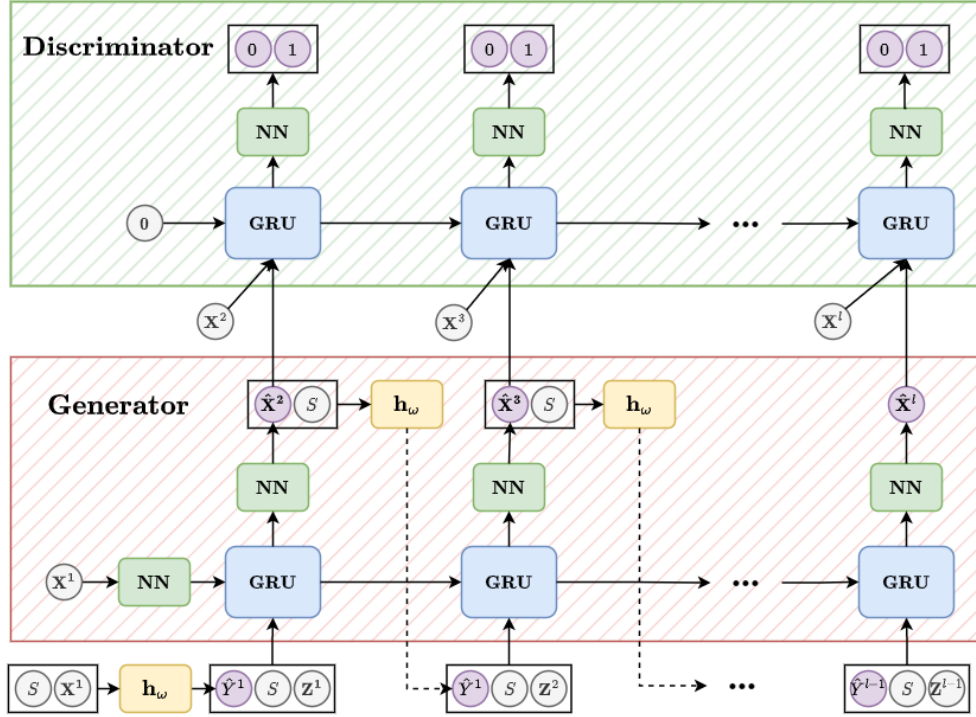 Discriminator
0 1 0 1 0 1
NN NN NN
0 GRU GRU ... GRU
X² X³ Xˡ
Generator
X̂² S h_ω X̂³ S h_ω X̂ˡ
NN NN NN
X¹ NN GRU GRU ... GRU
S X¹ h_ω Ŷ¹ S Z¹ Ŷ¹ S Z² ... Ŷˡ⁻¹ S Zˡ⁻¹